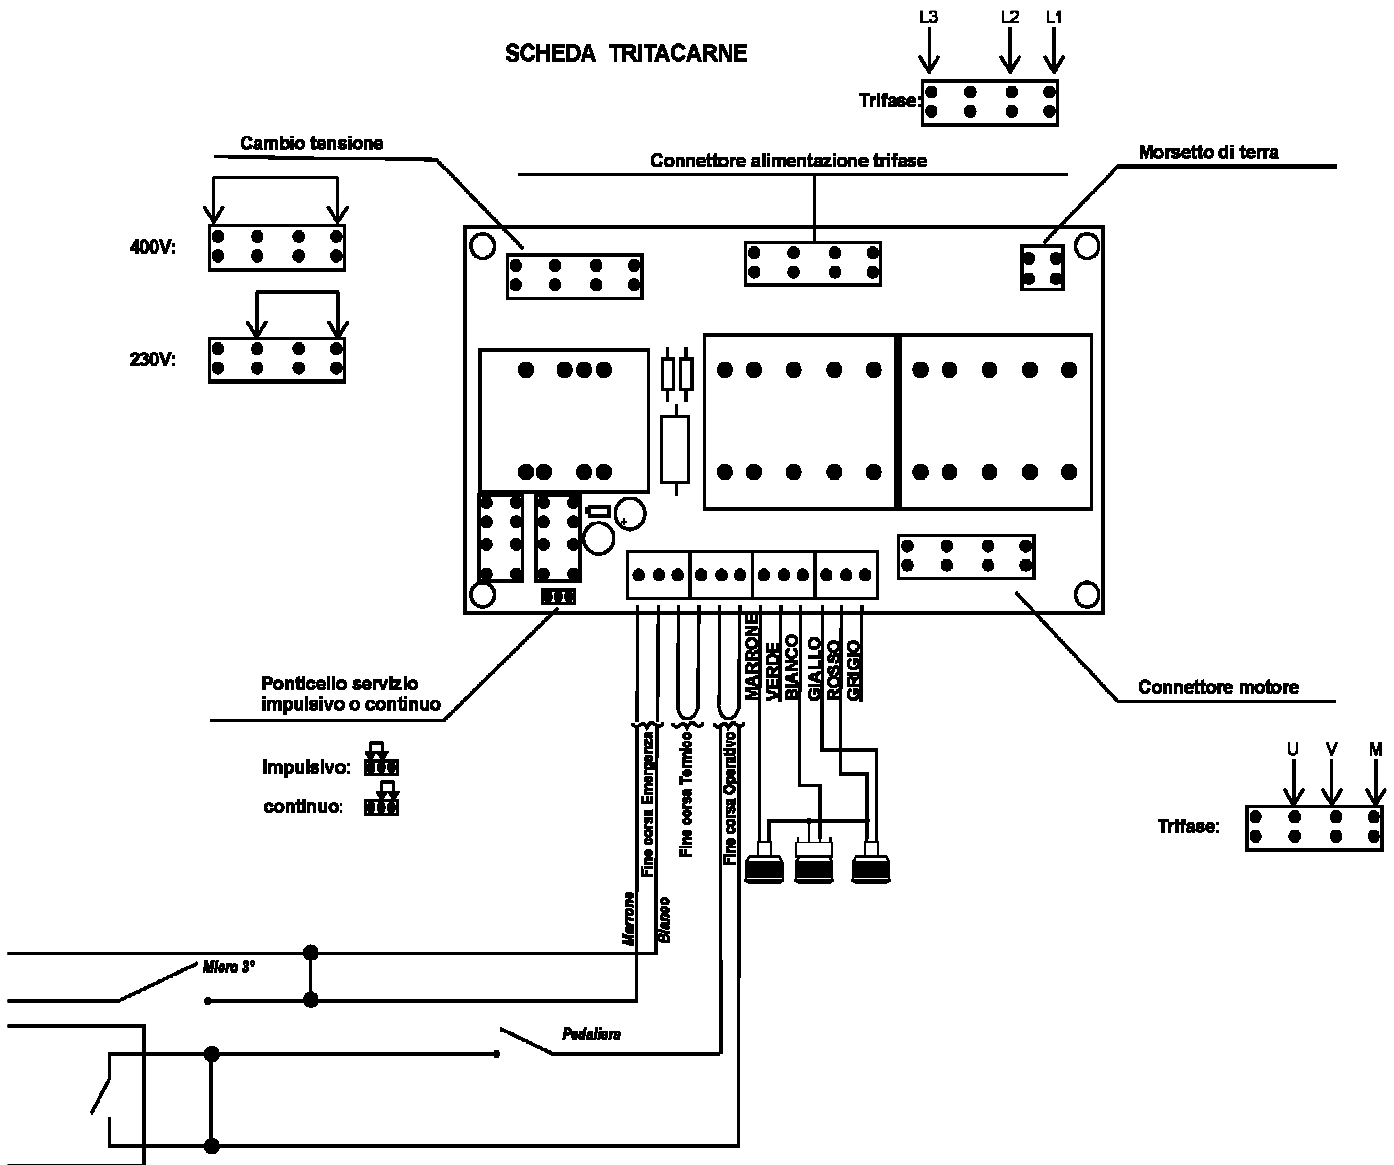 L3 L2 L1
SCHEDA TRITACARNE
Trifase:
Cambio tensione
Connettore alimentazione trifase
Morsetto di terra
400V:
230V:
+
MARRONE
VERDE
BIANCO
GIALLO
ROSSO
GRIGIO
Ponticello servizio
impulsivo o continuo
Connettore motore
Impulsivo:
continuo:
Fine corsa Emergenza
Fine corsa Termico
Fine corsa Operativo
U V M
Trifase:
Marrone
Bianco
Micro 3°
Pedaliera